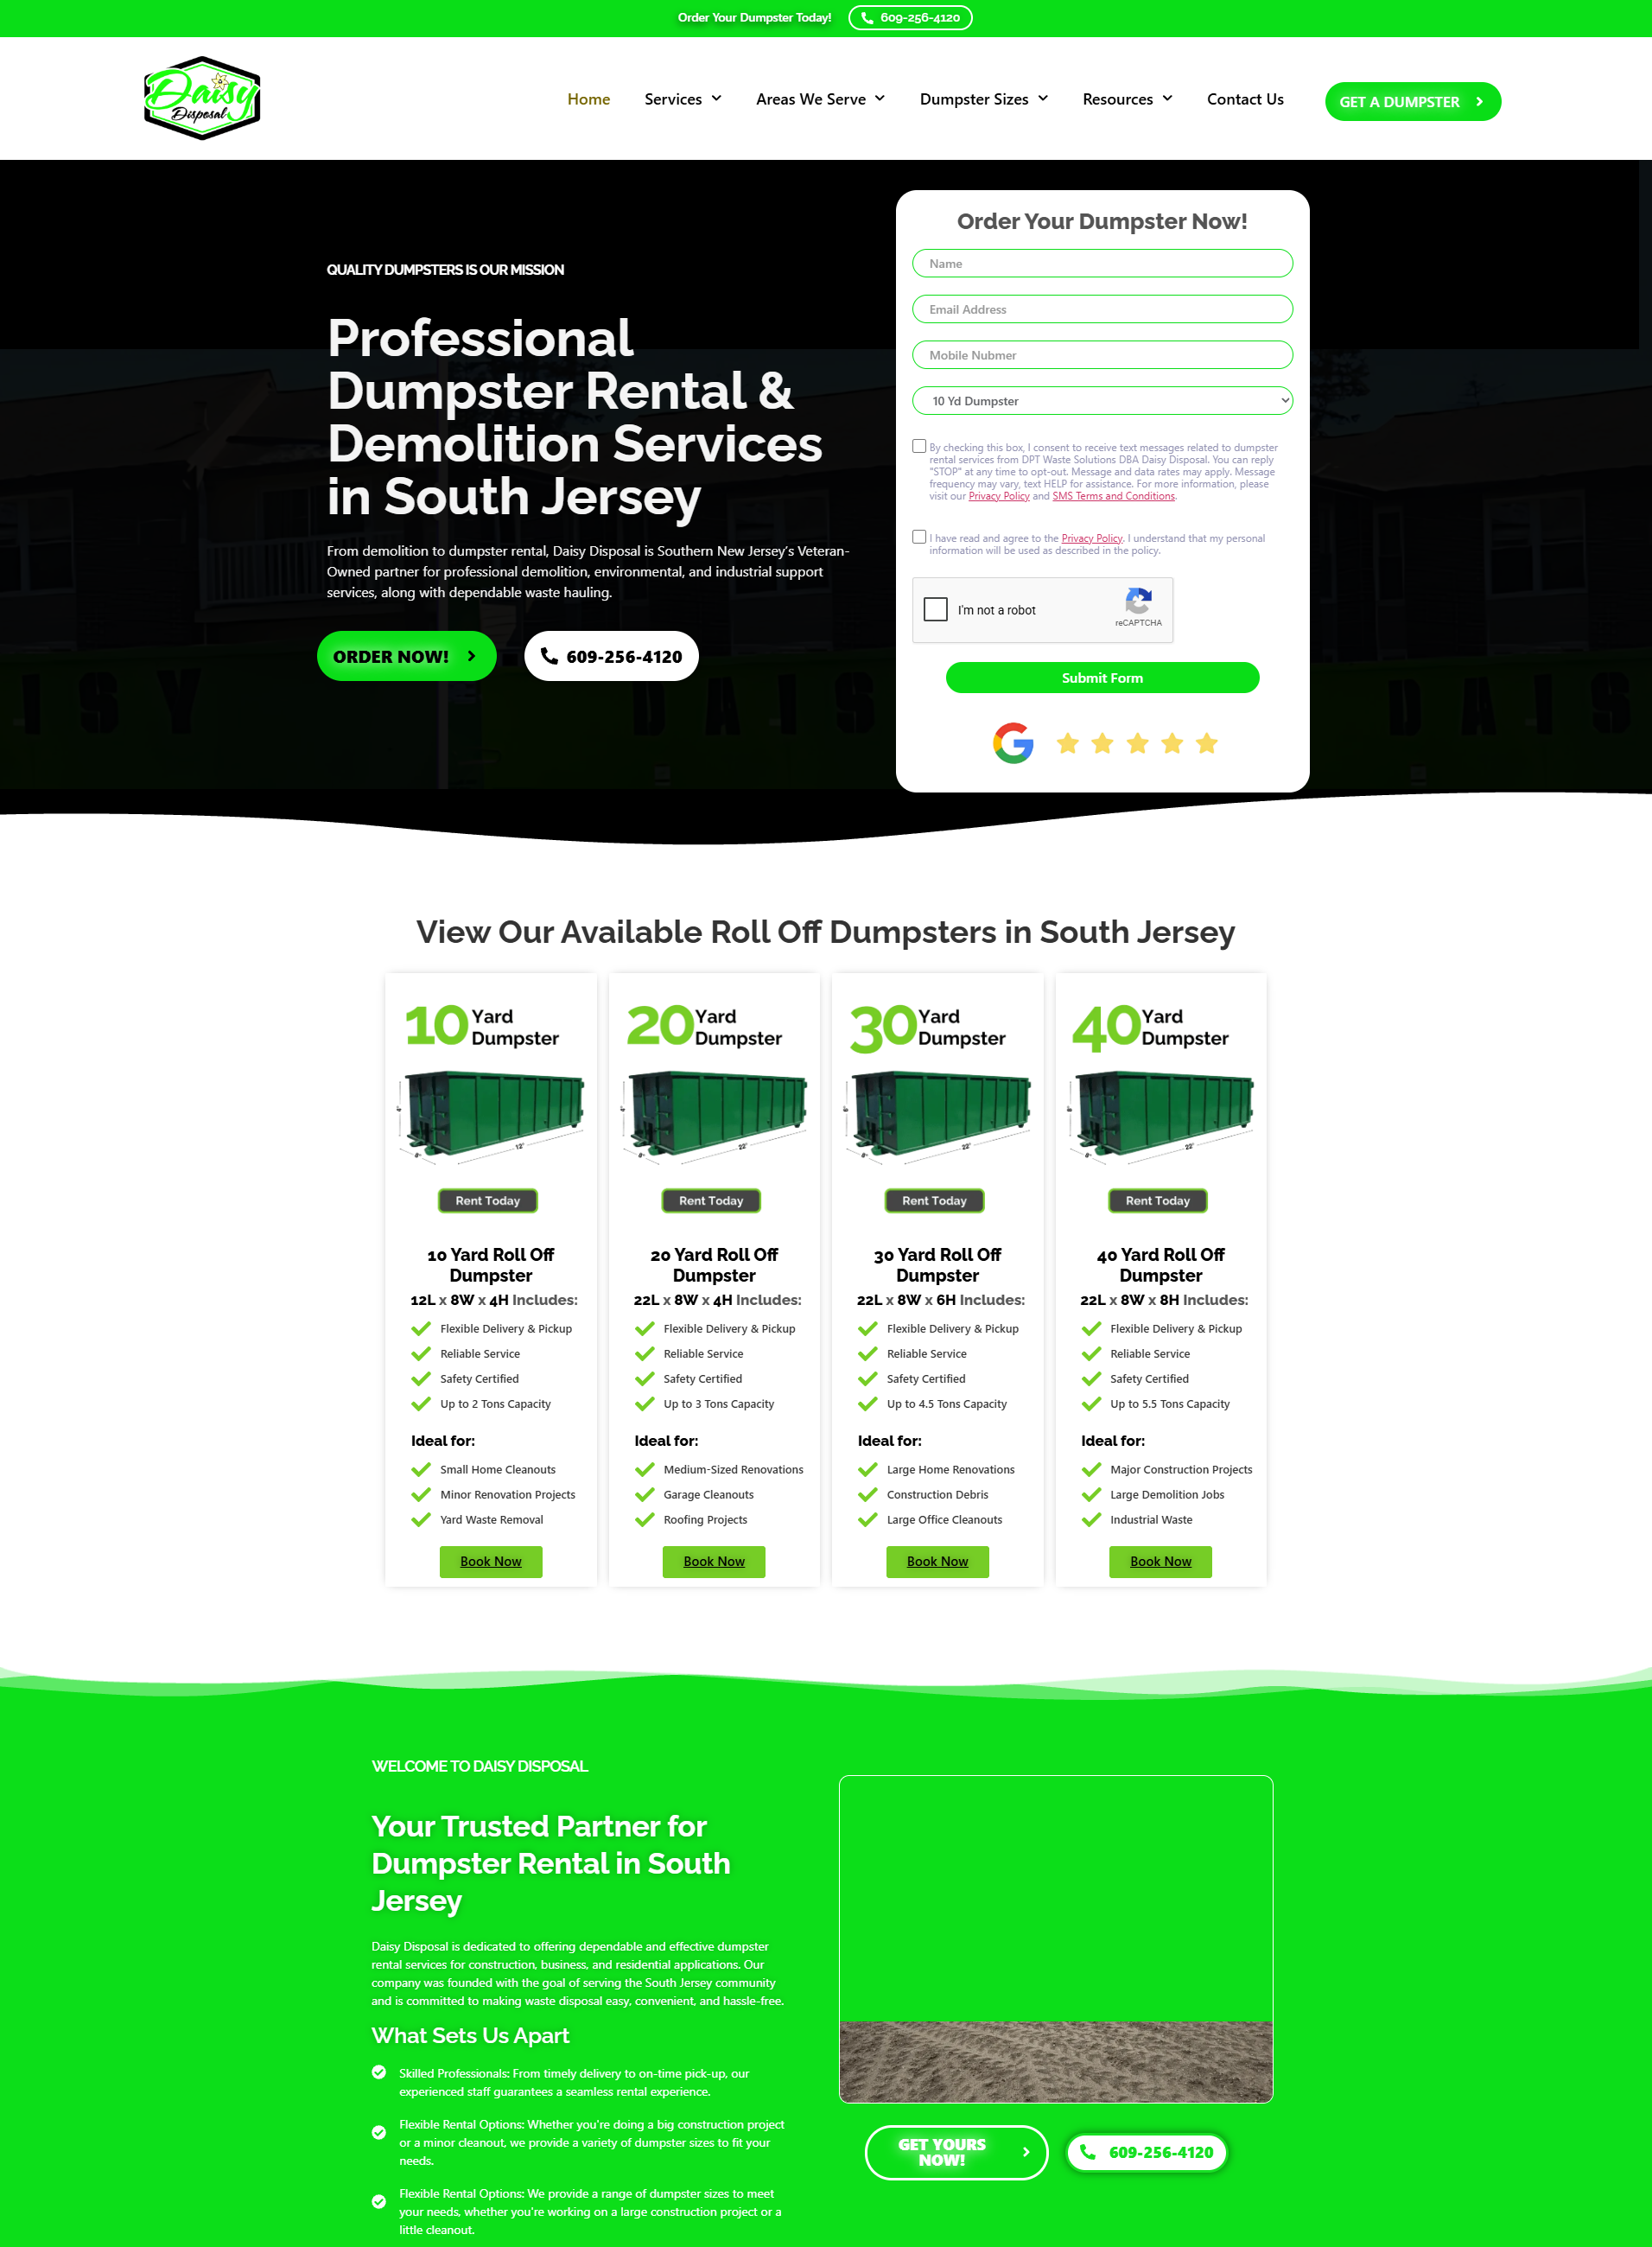 Order Your Dumpster Today!
609-256-4120
Daisy
Disposal
Home
Services
Areas We Serve
Dumpster Sizes
Resources
Contact Us
GET A DUMPSTER
QUALITY DUMPSTERS IS OUR MISSION
Professional
Dumpster Rental &
Demolition Services
in South Jersey
From demolition to dumpster rental, Daisy Disposal is Southern New Jersey’s Veteran-
Owned partner for professional demolition, environmental, and industrial support
services, along with dependable waste hauling.
ORDER NOW!
609-256-4120
Order Your Dumpster Now!
Name
Email Address
Mobile Nubmer
10 Yd Dumpster
By checking this box, I consent to receive text messages related to dumpster
rental services from DPT Waste Solutions DBA Daisy Disposal. You can reply
"STOP" at any time to opt-out. Message and data rates may apply. Message
frequency may vary, text HELP for assistance. For more information, please
visit our Privacy Policy and SMS Terms and Conditions.
I have read and agree to the Privacy Policy. I understand that my personal
information will be used as described in the policy.
I'm not a robot
reCAPTCHA
Submit Form
View Our Available Roll Off Dumpsters in South Jersey
10 Yard
Dumpster
12'
Rent Today
10 Yard Roll Off
Dumpster
12L x 8W x 4H Includes:
Flexible Delivery & Pickup
Reliable Service
Safety Certified
Up to 2 Tons Capacity
Ideal for:
Small Home Cleanouts
Minor Renovation Projects
Yard Waste Removal
Book Now
20 Yard
Dumpster
22'
Rent Today
20 Yard Roll Off
Dumpster
22L x 8W x 4H Includes:
Flexible Delivery & Pickup
Reliable Service
Safety Certified
Up to 3 Tons Capacity
Ideal for:
Medium-Sized Renovations
Garage Cleanouts
Roofing Projects
Book Now
30 Yard
Dumpster
22'
Rent Today
30 Yard Roll Off
Dumpster
22L x 8W x 6H Includes:
Flexible Delivery & Pickup
Reliable Service
Safety Certified
Up to 4.5 Tons Capacity
Ideal for:
Large Home Renovations
Construction Debris
Large Office Cleanouts
Book Now
40 Yard
Dumpster
22'
Rent Today
40 Yard Roll Off
Dumpster
22L x 8W x 8H Includes:
Flexible Delivery & Pickup
Reliable Service
Safety Certified
Up to 5.5 Tons Capacity
Ideal for:
Major Construction Projects
Large Demolition Jobs
Industrial Waste
Book Now
WELCOME TO DAISY DISPOSAL
Your Trusted Partner for
Dumpster Rental in South
Jersey
Daisy Disposal is dedicated to offering dependable and effective dumpster
rental services for construction, business, and residential applications. Our
company was founded with the goal of serving the South Jersey community
and is committed to making waste disposal easy, convenient, and hassle-free.
What Sets Us Apart
Skilled Professionals: From timely delivery to on-time pick-up, our
experienced staff guarantees a seamless rental experience.
Flexible Rental Options: Whether you're doing a big construction project
or a minor cleanout, we provide a variety of dumpster sizes to fit your
needs.
Flexible Rental Options: We provide a range of dumpster sizes to meet
your needs, whether you're working on a large construction project or a
little cleanout.
GET YOURS
NOW!
609-256-4120